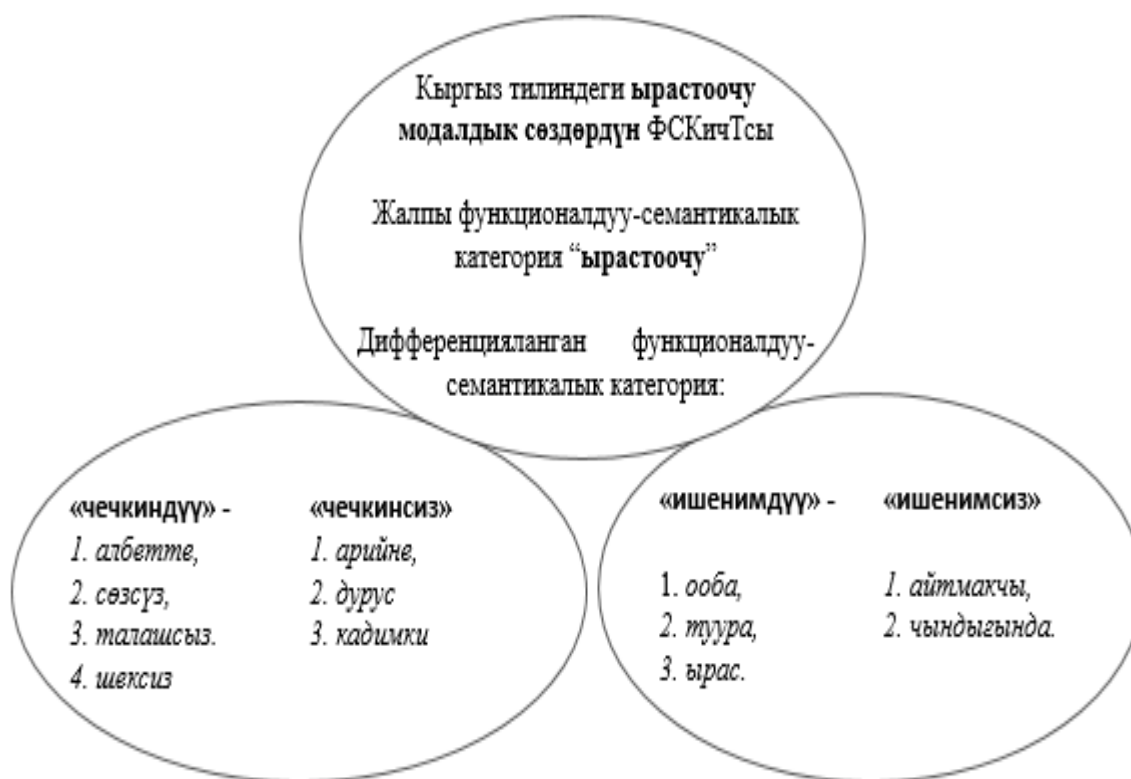 Кыргыз тилиндеги ырастоочу
модалдык сөздөрдүн ФСКичТсы
Жалпы функционалдуу-семантикалык
категория “ырастоочу”
Дифференцияланган функционалдуу-
семантикалык категория:
«чечкиндүү» -
1. албетте,
2. сөзсүз,
3. талашсыз.
4. шексиз
«чечкинсиз»
1. арийне,
2. дурус
3. кадимки
«ишенимдүү» -
1. ооба,
2. туура,
3. ырас.
«ишенимсиз»
1. айтмакчы,
2. чындыгында.